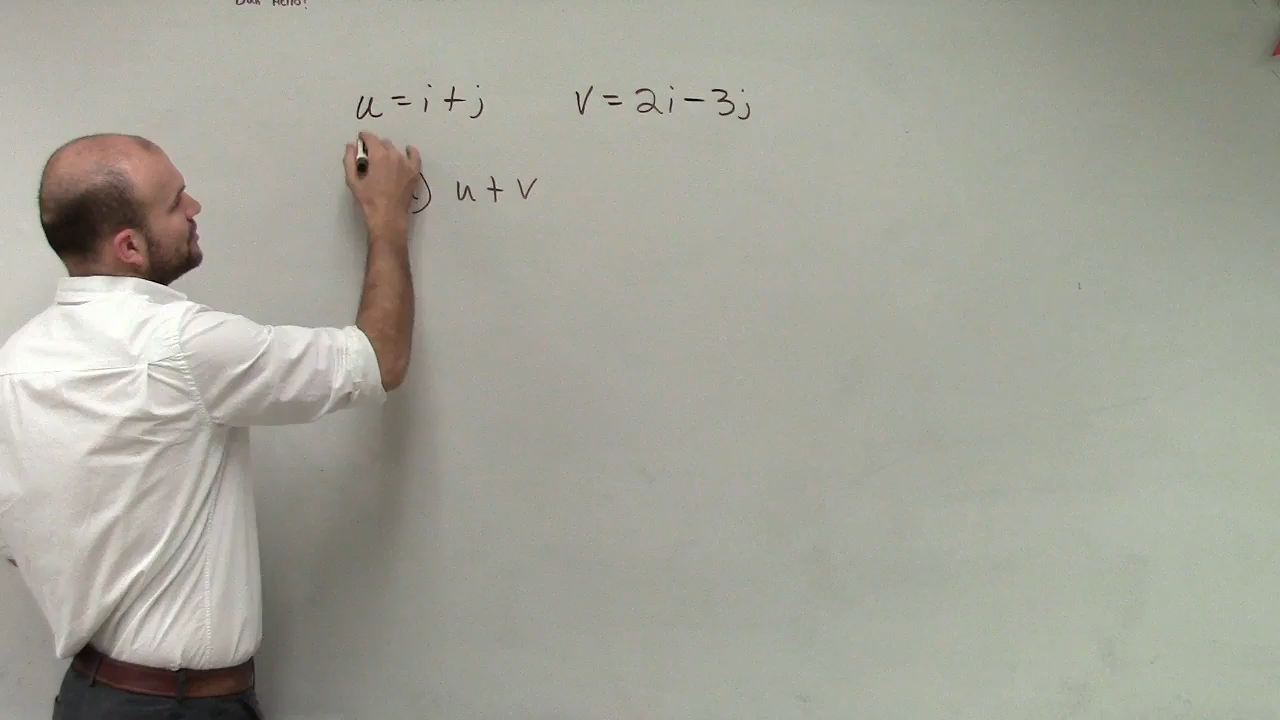 u = i + j v = 2i - 3j
) u + v